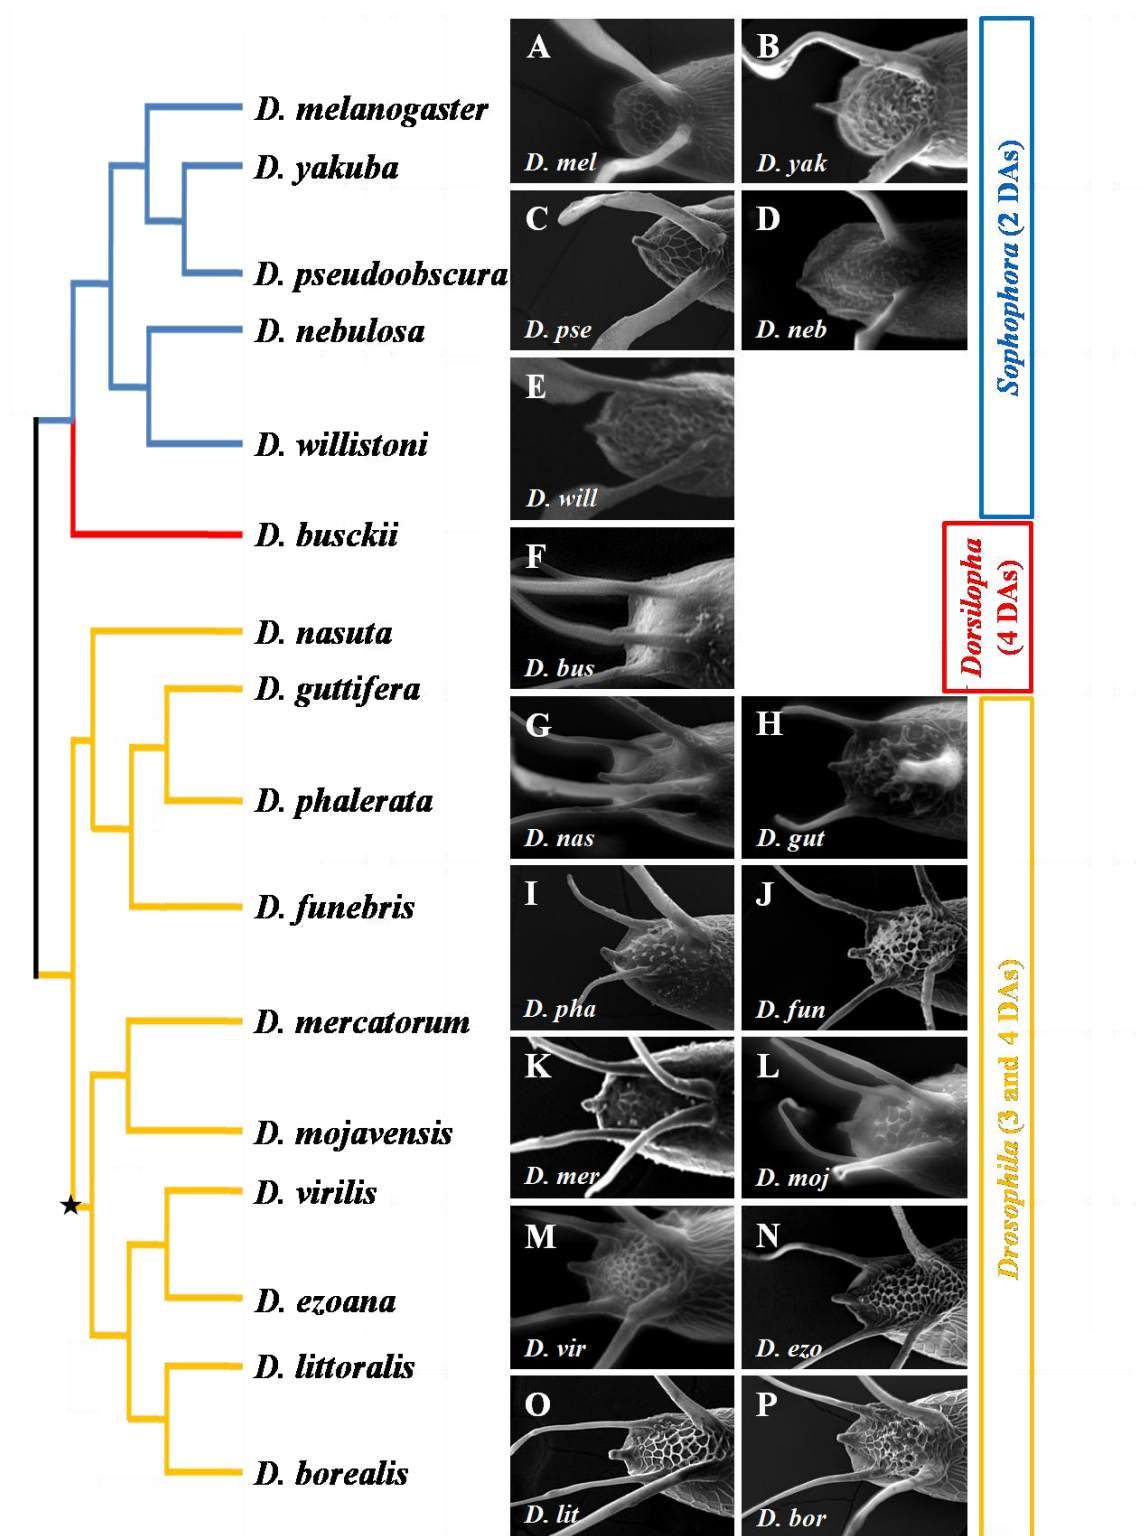 D. melanogaster
D. yakuba
D. pseudoobscura
D. nebulosa
D. willistoni
D. busckii
D. nasuta
D. guttifera
D. phalerata
D. funebris
D. mercatorum
D. mojavensis
D. virilis
D. ezoana
D. littoralis
D. borealis
A
D. mel
B
D. yak
C
D. pse
D
D. neb
E
D. will
F
D. bus
G
D. nas
H
D. gut
I
D. pha
J
D. fun
K
D. mer
L
D. moj
M
D. vir
N
D. ezo
O
D. lit
P
D. bor
Sophophora (2 DAs)
Dorsilopha
(4 DAs)
Drosophila (3 and 4 DAs)